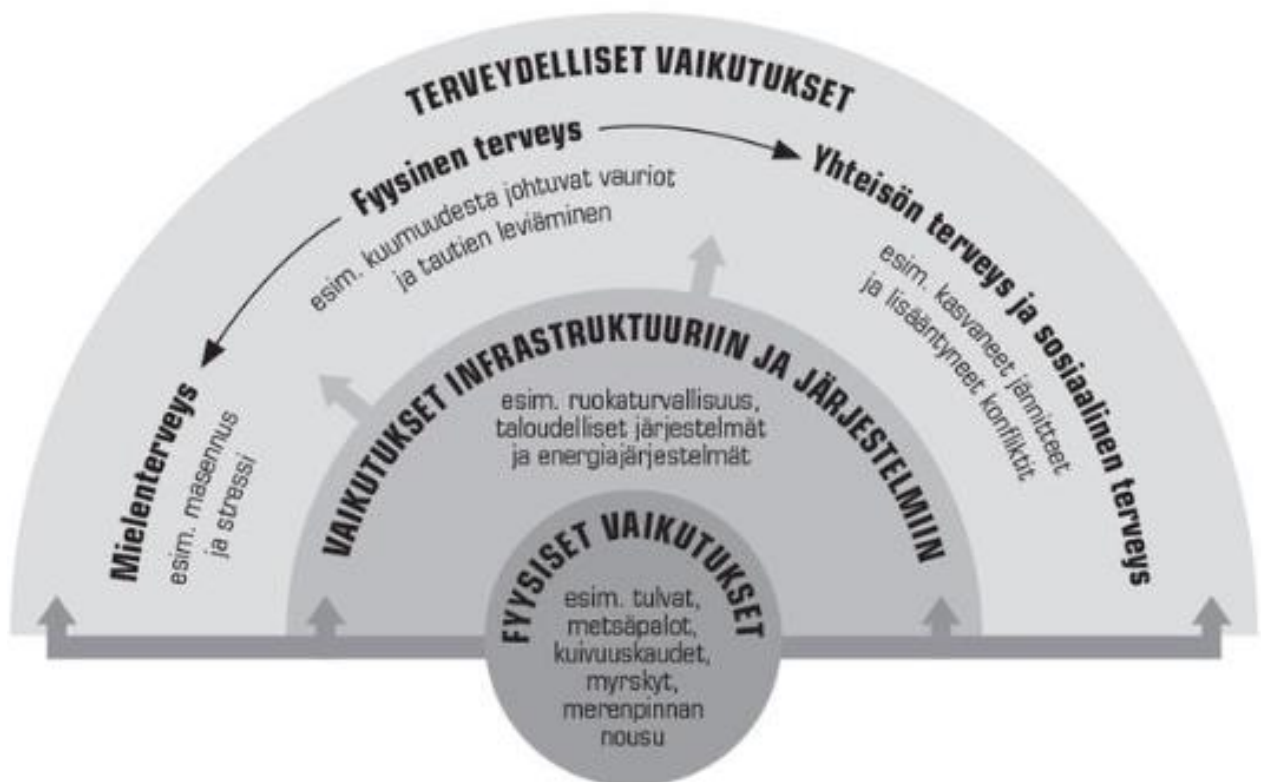 TERVEYDELLISET VAIKUTUKSET
Fyysinen terveys
esim. kuumuudesta johtuvat vauriot
ja tautien leviäminen
Yhteisön terveys ja sosiaalinen terveys
esim. kasvaneet jännitteet
ja lisääntyneet konfliktit
Mielenterveys
esim. masennus
ja stressi
VAIKUTUKSET INFRASTRUKTUURIIN JA JÄRJESTELMIIN
esim. ruokaturvallisuus,
taloudelliset järjestelmät
ja energiajärjestelmät
FYYSISET VAIKUTUKSET
esim. tulvat,
metsäpalot,
kuivuuskaudet,
myrskyt,
merenpinnan
nousu